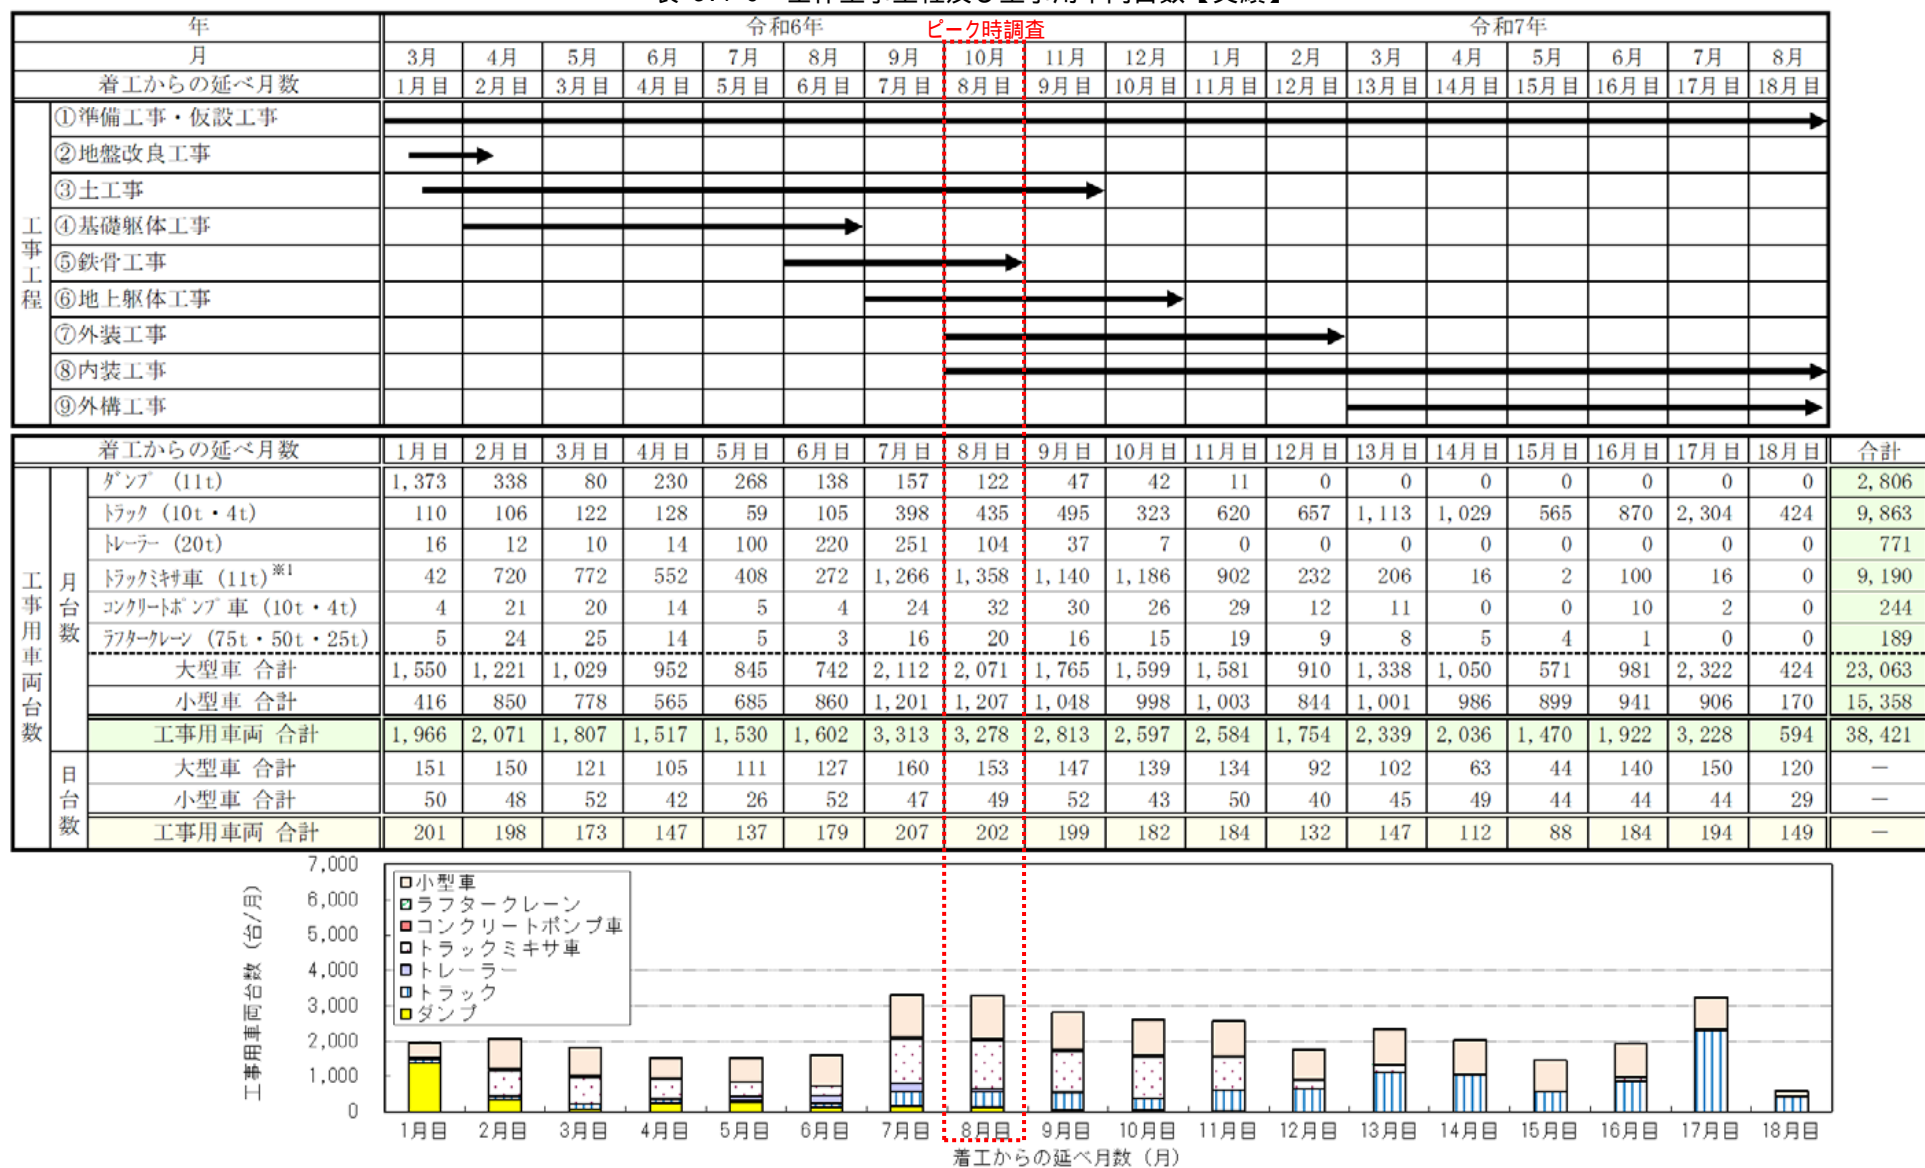 年 令和6年 ピーク時調査 令和7年
月 3月 4月 5月 6月 7月 8月 9月 10月 11月 12月 1月 2月 3月 4月 5月 6月 7月 8月
着工からの延べ月数 1月目 2月目 3月目 4月目 5月目 6月目 7月目 8月目 9月目 10月目 11月目 12月目 13月目 14月目 15月目 16月目 17月目 18月目
工事工程
①準備工事・仮設工事
②地盤改良工事
③土工事
④基礎躯体工事
⑤鉄骨工事
⑥地上躯体工事
⑦外装工事
⑧内装工事
⑨外構工事
着工からの延べ月数 1月目 2月目 3月目 4月目 5月目 6月目 7月目 8月目 9月目 10月目 11月目 12月目 13月目 14月目 15月目 16月目 17月目 18月目 合計
工事用車両台数
月台数
ﾀﾞﾝﾌﾟ (11t) 1,373 338 80 230 268 138 157 122 47 42 11 0 0 0 0 0 0 0 2,806
ﾄﾗｯｸ (10t・4t) 110 106 122 128 59 105 398 435 495 323 620 657 1,113 1,029 565 870 2,304 424 9,863
ﾄﾚｰﾗｰ (20t) 16 12 10 14 100 220 251 104 37 7 0 0 0 0 0 0 0 0 771
ﾄﾗｯｸﾐｷｻ車 (11t)※1 42 720 772 552 408 272 1,266 1,358 1,140 1,186 902 232 206 16 2 100 16 0 9,190
ｺﾝｸﾘｰﾄﾎﾟﾝﾌﾟ車 (10t・4t) 4 21 20 14 5 4 24 32 30 26 29 12 11 0 0 10 2 0 244
ﾗﾌﾀｰｸﾚｰﾝ (75t・50t・25t) 5 24 25 14 5 3 16 20 16 15 19 9 8 5 4 1 0 0 189
大型車 合計 1,550 1,221 1,029 952 845 742 2,112 2,071 1,765 1,599 1,581 910 1,338 1,050 571 981 2,322 424 23,063
小型車 合計 416 850 778 565 685 860 1,201 1,207 1,048 998 1,003 844 1,001 986 899 941 906 170 15,358
工事用車両 合計 1,966 2,071 1,807 1,517 1,530 1,602 3,313 3,278 2,813 2,597 2,584 1,754 2,339 2,036 1,470 1,922 3,228 594 38,421
日台数
大型車 合計 151 150 121 105 111 127 160 153 147 139 134 92 102 63 44 140 150 120 －
小型車 合計 50 48 52 42 26 52 47 49 52 43 50 40 45 49 44 44 44 29 －
工事用車両 合計 201 198 173 147 137 179 207 202 199 182 184 132 147 112 88 184 194 149 －
工事用車両台数（台/月）
7,000
6,000
5,000
4,000
3,000
2,000
1,000
0
小型車
ラフタークレーン
コンクリートポンプ車
トラックミキサ車
トレーラー
トラック
ダンプ
1月目 2月目 3月目 4月目 5月目 6月目 7月目 8月目 9月目 10月目 11月目 12月目 13月目 14月目 15月目 16月目 17月目 18月目
着工からの延べ月数（月）